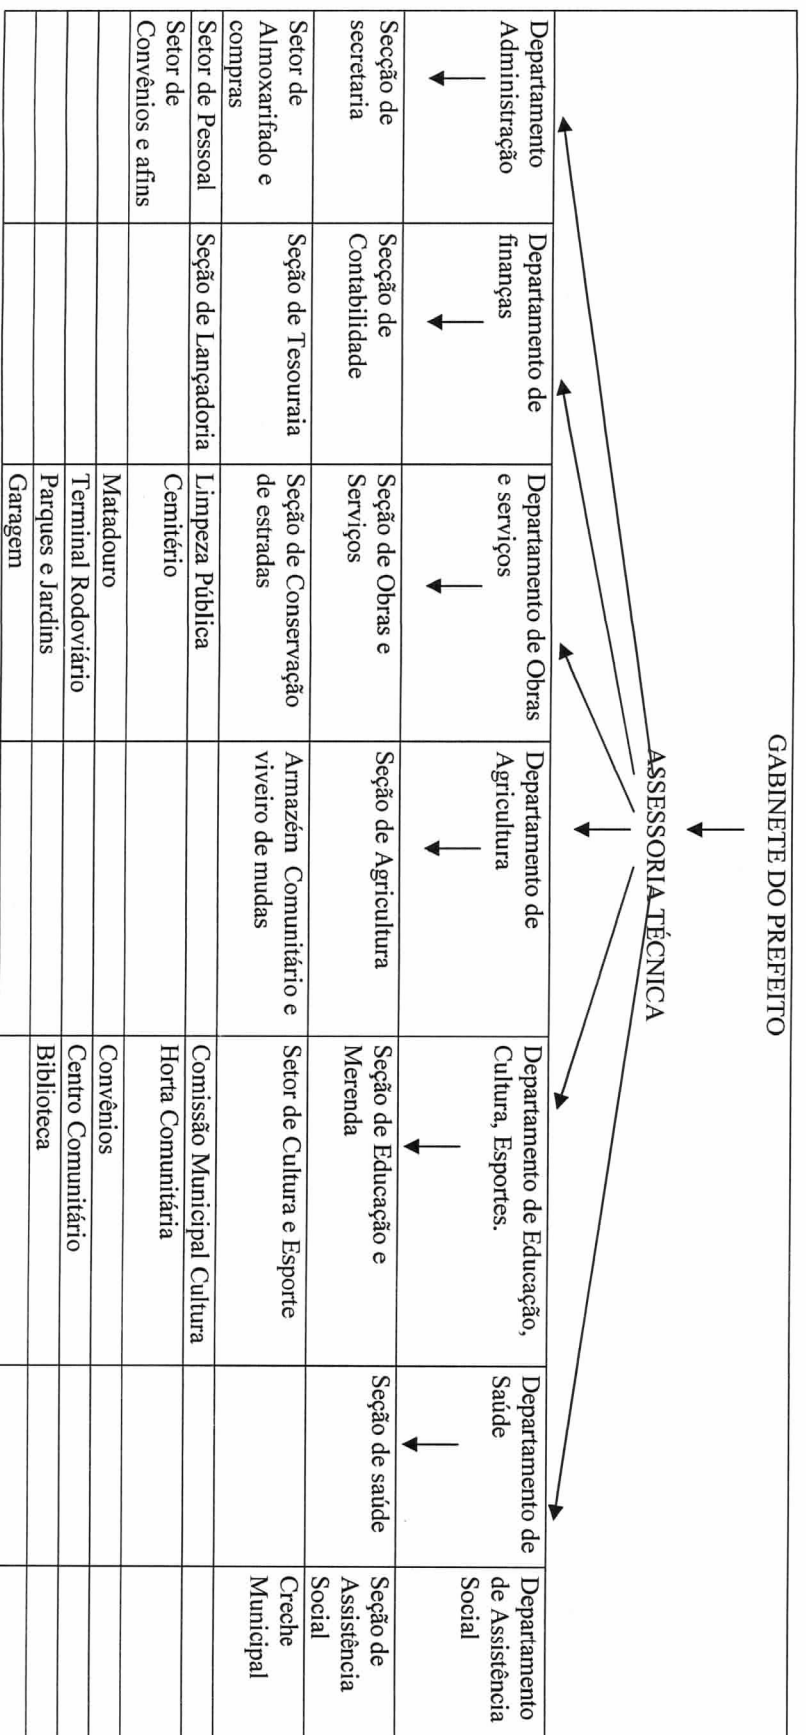 GABINETE DO PREFEITO
ASSESSORIA TÉCNICA
Departamento
Administração
Departamento de
finanças
Departamento de Obras
e serviços
Departamento de
Agricultura
Departamento de Educação,
Cultura, Esportes.
Departamento de
Saúde
Departamento
de Assistência
Social
Secção de
secretaria
Secção de
Contabilidade
Seção de Obras e
Serviços
Seção de Agricultura
Seção de Educação e
Merenda
Seção de saúde
Seção de
Assistência
Social
Setor de
Almoxarifado e
compras
Seção de Tesouraia
Seção de Conservação
de estradas
Armazém Comunitário e
viveiro de mudas
Setor de Cultura e Esporte
Creche
Municipal
Setor de Pessoal
Seção de Lançadoria
Limpeza Pública
Comissão Municipal Cultura
Setor de
Convênios e afins
Cemitério
Horta Comunitária
Matadouro
Convênios
Terminal Rodoviário
Centro Comunitário
Parques e Jardins
Biblioteca
Garagem